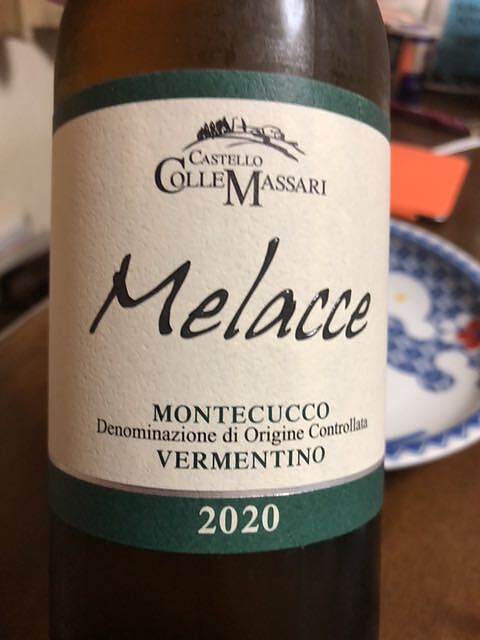 CASTELLO
COLLEMASSARI
Melacce
MONTECUCCO
Denominazione di Origine Controllata
VERMENTINO
2020